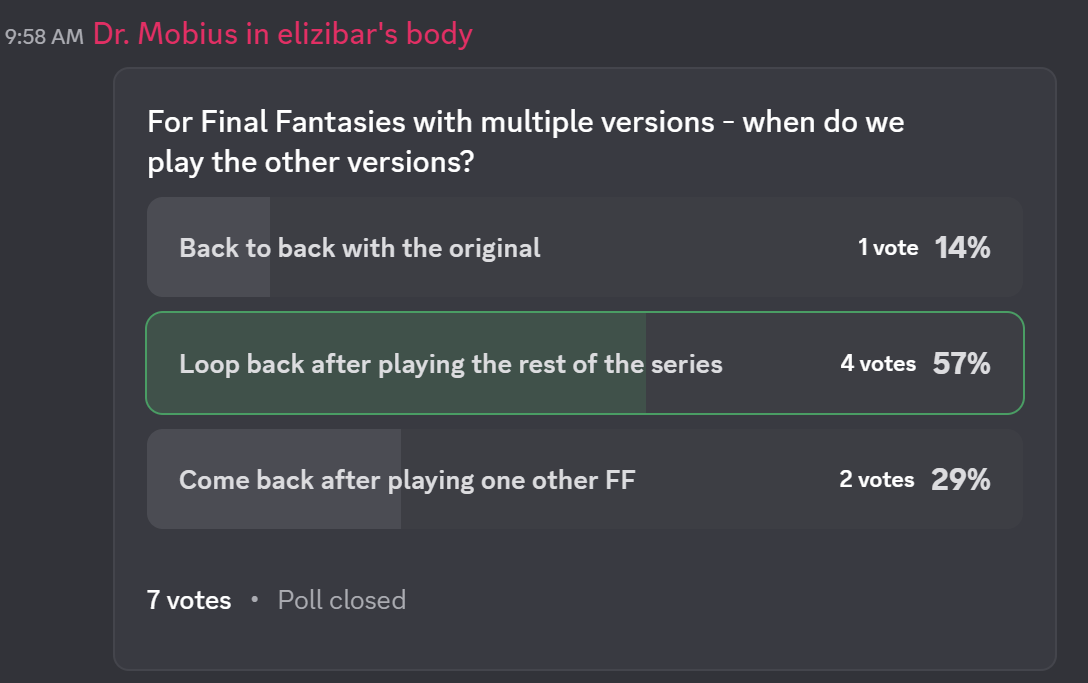 9:58 AM Dr. Mobius in elizibar's body
For Final Fantasies with multiple versions - when do we
play the other versions?
Back to back with the original 1 vote 14%
Loop back after playing the rest of the series 4 votes 57%
Come back after playing one other FF 2 votes 29%
7 votes • Poll closed